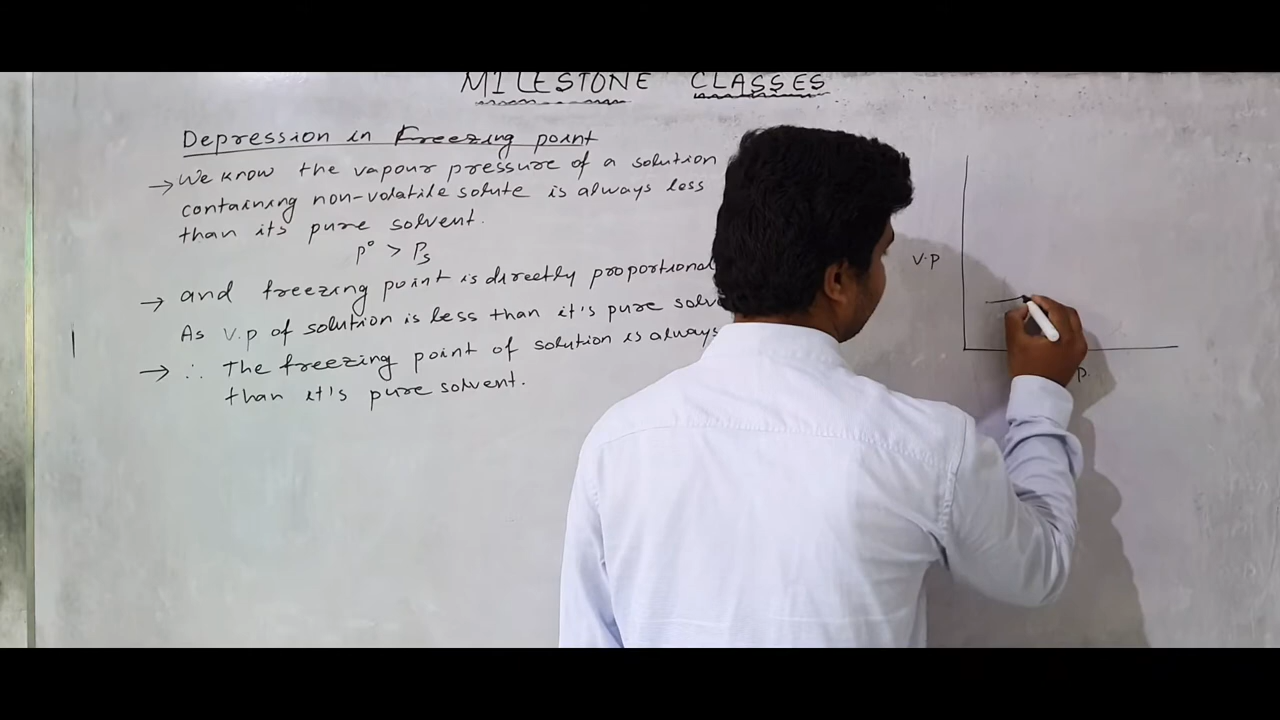 MILESTONE CLASSES
Depression in Freezing point
→ We know the vapour pressure of a solution
containing non-volatile solute is always less
than its pure solvent.
p° > Ps
→ and freezing point is directly proportional
As v.p of solution is less than it's pure
→ ∴ The freezing point of solution is always
than it's pure solvent.
V.P
P.